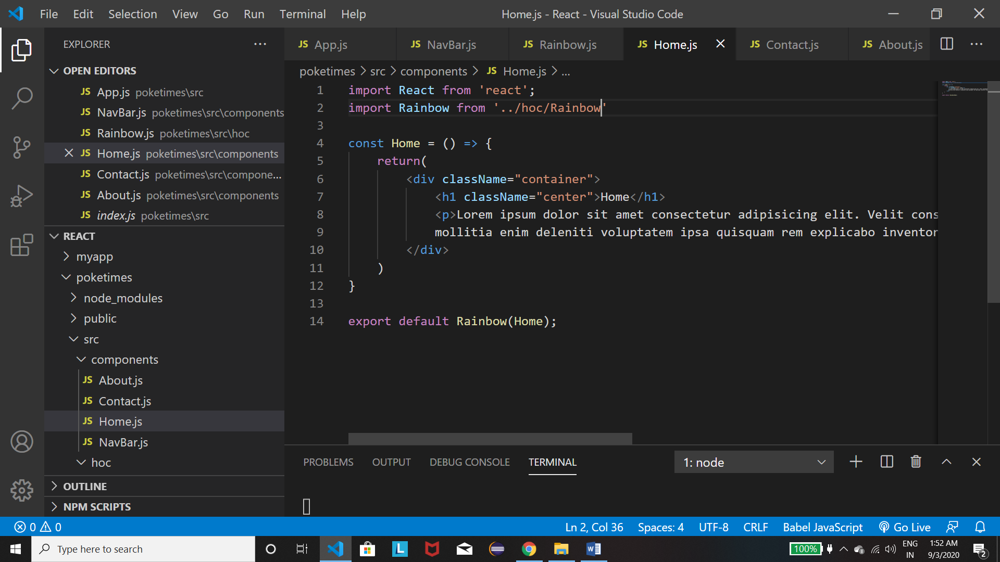 File Edit Selection View Go Run Terminal Help
Home.js - React - Visual Studio Code
EXPLORER
OPEN EDITORS
JS App.js poketimes\src
JS NavBar.js poketimes\src\components
JS Rainbow.js poketimes\src\hoc
JS Home.js poketimes\src\components
JS Contact.js poketimes\src\compone...
JS About.js poketimes\src\components
JS index.js poketimes\src
REACT
myapp
poketimes
node_modules
public
src
components
JS About.js
JS Contact.js
JS Home.js
JS NavBar.js
hoc
OUTLINE
NPM SCRIPTS
JS App.js JS NavBar.js JS Rainbow.js JS Home.js JS Contact.js JS About.js
poketimes > src > components > JS Home.js > ...
1 import React from 'react';
2 import Rainbow from '../hoc/Rainbow'
3
4 const Home = () => {
5 return(
6 <div className="container">
7 <h1 className="center">Home</h1>
8 <p>Lorem ipsum dolor sit amet consectetur adipisicing elit. Velit cons
9 mollitia enim deleniti voluptatem ipsa quisquam rem explicabo inventor
10 </div>
11 )
12 }
13
14 export default Rainbow(Home);
PROBLEMS OUTPUT DEBUG CONSOLE TERMINAL
1: node
0 0
Ln 2, Col 36 Spaces: 4 UTF-8 CRLF Babel JavaScript Go Live
Type here to search
100%
ENG
IN
1:52 AM
9/3/2020
2